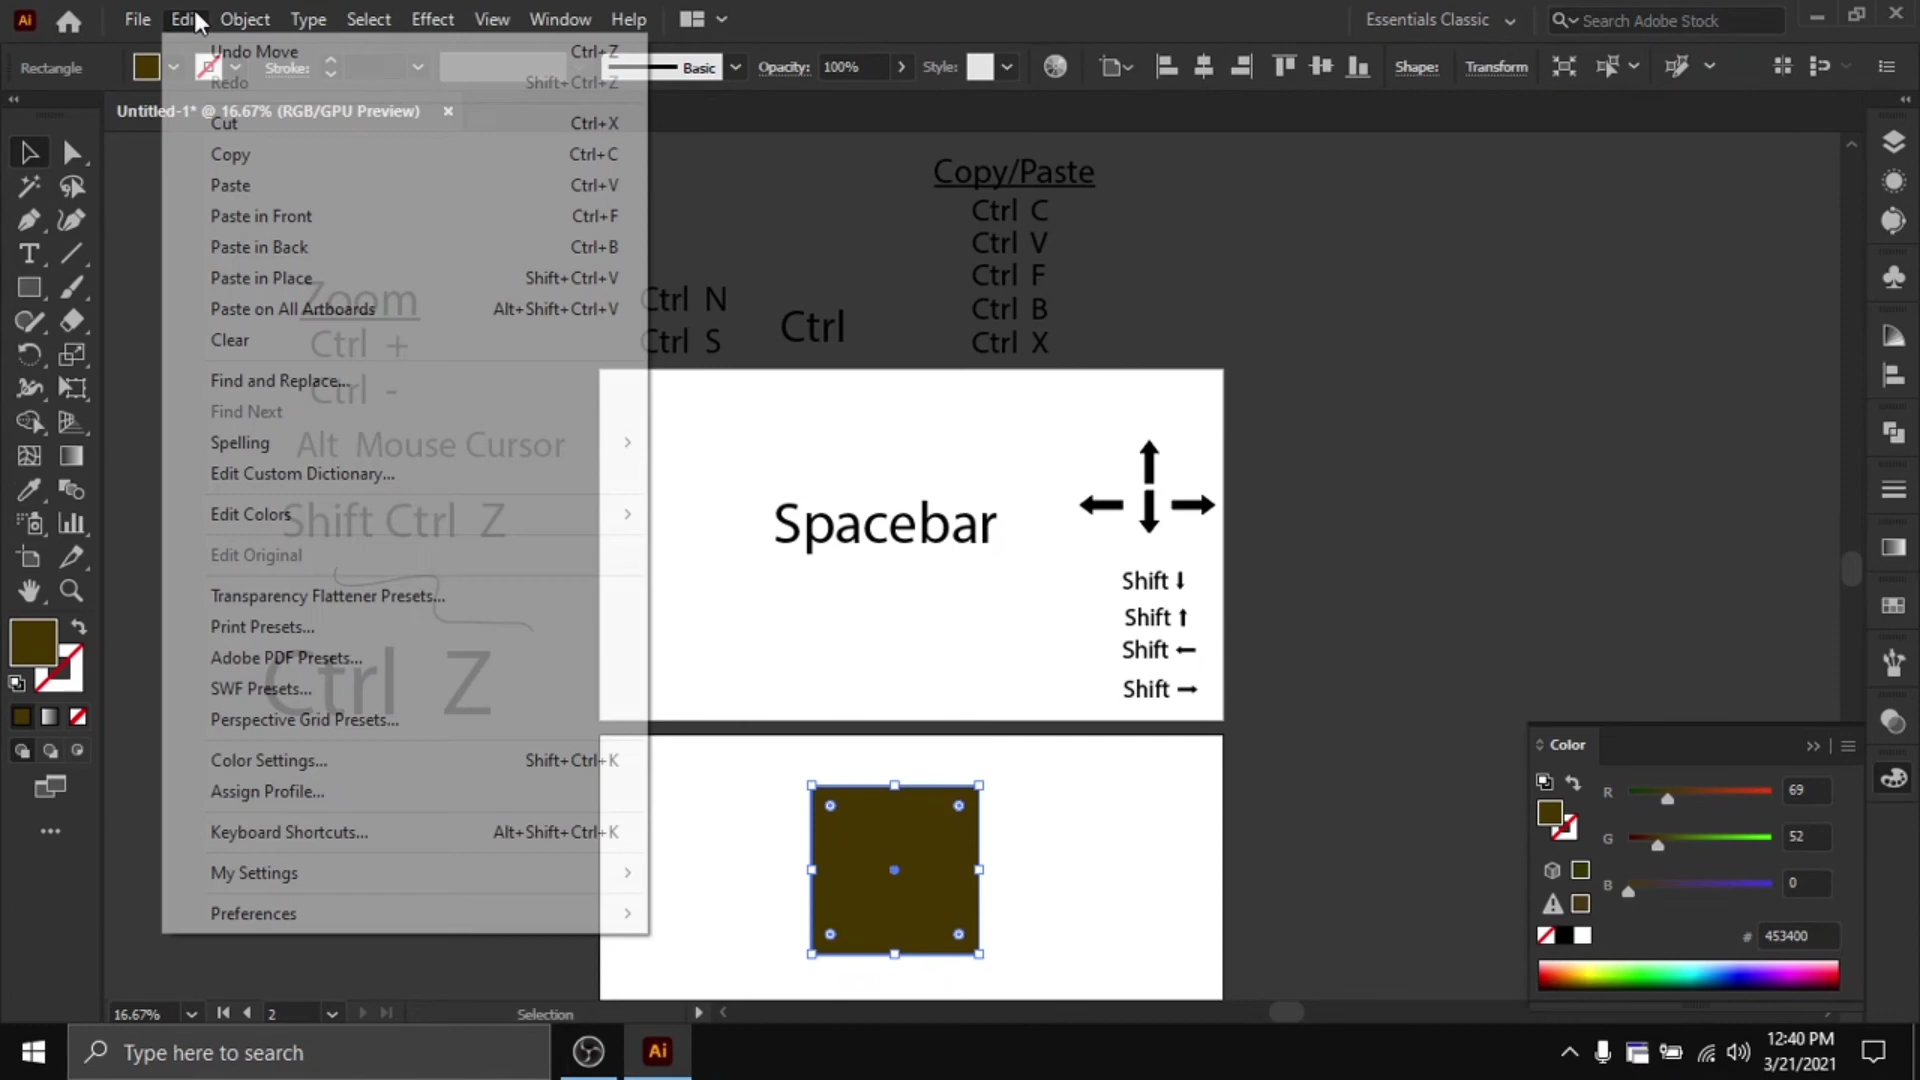 Ai File Edit Object Type Select Effect View Window Help Essentials Classic Search Adobe Stock
Rectangle Stroke: Basic Opacity: 100% Style: Shape: Transform
Untitled-1* @ 16.67% (RGB/GPU Preview)
Undo Move Ctrl+Z
Redo Shift+Ctrl+Z
Cut Ctrl+X
Copy Ctrl+C
Paste Ctrl+V
Paste in Front Ctrl+F
Paste in Back Ctrl+B
Paste in Place Shift+Ctrl+V
Paste on All Artboards Alt+Shift+Ctrl+V
Clear
Find and Replace...
Find Next
Spelling
Edit Custom Dictionary...
Edit Colors
Edit Original
Transparency Flattener Presets...
Print Presets...
Adobe PDF Presets...
SWF Presets...
Perspective Grid Presets...
Color Settings... Shift+Ctrl+K
Assign Profile...
Keyboard Shortcuts... Alt+Shift+Ctrl+K
My Settings
Preferences
Zoom
Ctrl +
Ctrl -
Alt Mouse Cursor
Shift Ctrl Z
Ctrl Z
Ctrl N
Ctrl S
Ctrl
Copy/Paste
Ctrl C
Ctrl V
Ctrl F
Ctrl B
Ctrl X
Spacebar
Shift
Shift
Shift
Shift
Color
R 69
G 52
B 0
# 453400
16.67% 2 Selection
Type here to search Ai
12:40 PM
3/21/2021